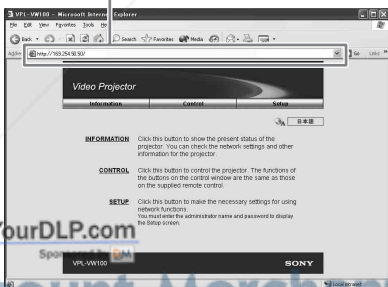 VPL-VW100 - Microsoft Internet Explorer
File Edit View Favorites Tools Help
Back Search Favorites Media
Address http://169.254.50.50/ Go Links
Video Projector
Information Control Setup
日本語
INFORMATION Click this button to show the present status of the
projector. You can check the network settings and other
information for the projector.
CONTROL Click this button to control the projector. The functions of
the buttons on the control window are the same as those
on the supplied remote control.
SETUP Click this button to make the necessary settings for using
network functions.
You must enter the administrator name and password to display
the Setup screen.
YourDLP.com
Sponsored by
VPL-VW100 SONY
Local intranet